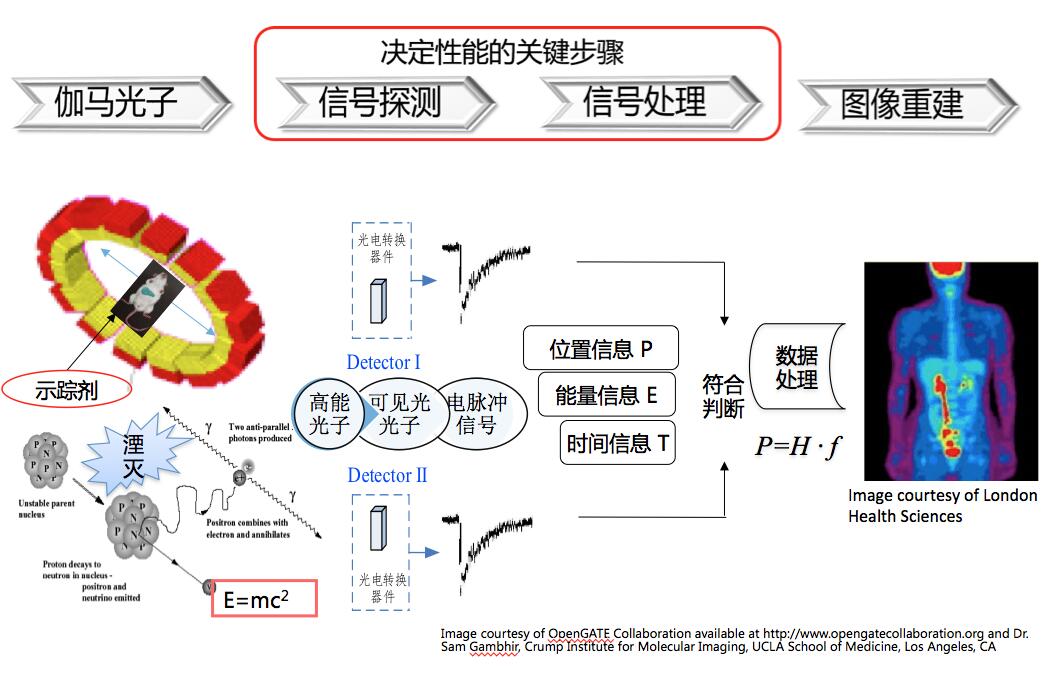 决定性能的关键步骤
伽马光子
信号探测
信号处理
图像重建
光电转换
器件
Detector I
示踪剂
湮
灭
Two anti-parallel
photons produced
γ
γ
P
N
P
N
P
P
N
Unstable parent
nucleus
P
N
P
N
P
N
P
N
N
Positron combines with
electron and annihilates
Proton decays to
neutron in nucleus -
positron and
neutrino emitted
E=mc²
高能
光子
可见光
光子
电脉冲
信号
Detector II
光电转换
器件
位置信息 P
能量信息 E
时间信息 T
符合
判断
数据
处理
P=H·f
Image courtesy of London
Health Sciences
Image courtesy of OpenGATE Collaboration available at http://www.opengatecollaboration.org and Dr.
Sam Gambhir, Crump Institute for Molecular Imaging, UCLA School of Medicine, Los Angeles, CA